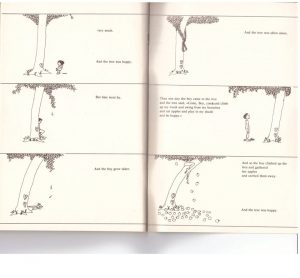 very much.
And the tree was happy.
But time went by.
And the boy grew older.
And the tree was often alone.
Then one day the boy came to the tree
and the tree said, «Come, Boy, come and climb
up my trunk and swing from my branches
and eat apples and play in my shade
and be happy.»
And so the boy climbed up the
tree and gathered
her apples
and carried them away.
And the tree was happy.